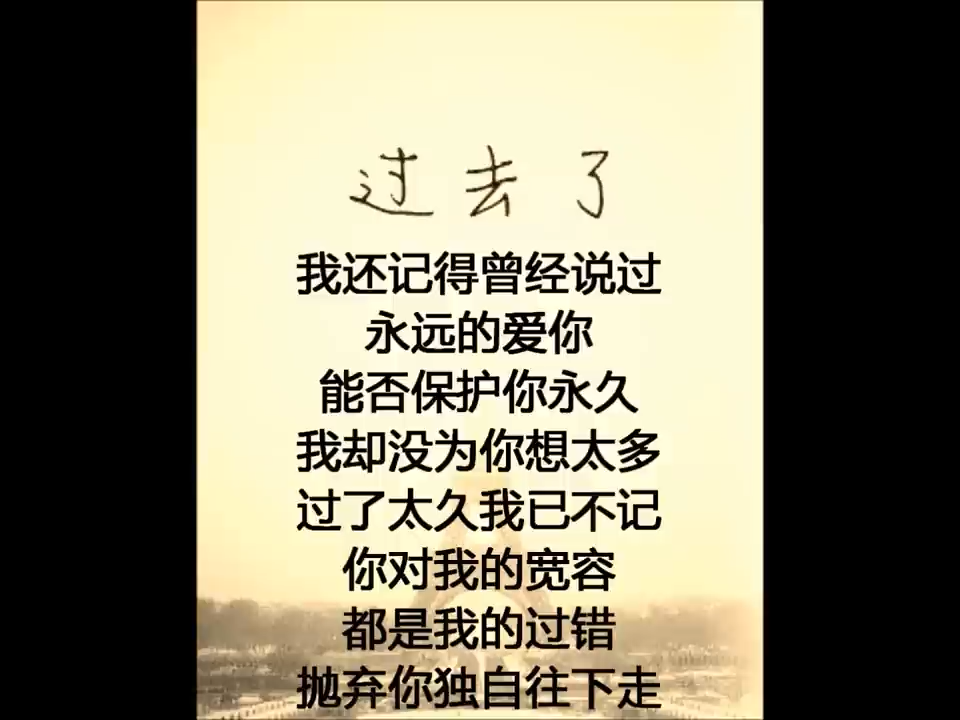 过去了
我还记得曾经说过
永远的爱你
能否保护你永久
我却没为你想太多
过了太久我已不记
你对我的宽容
都是我的过错
抛弃你独自往下走